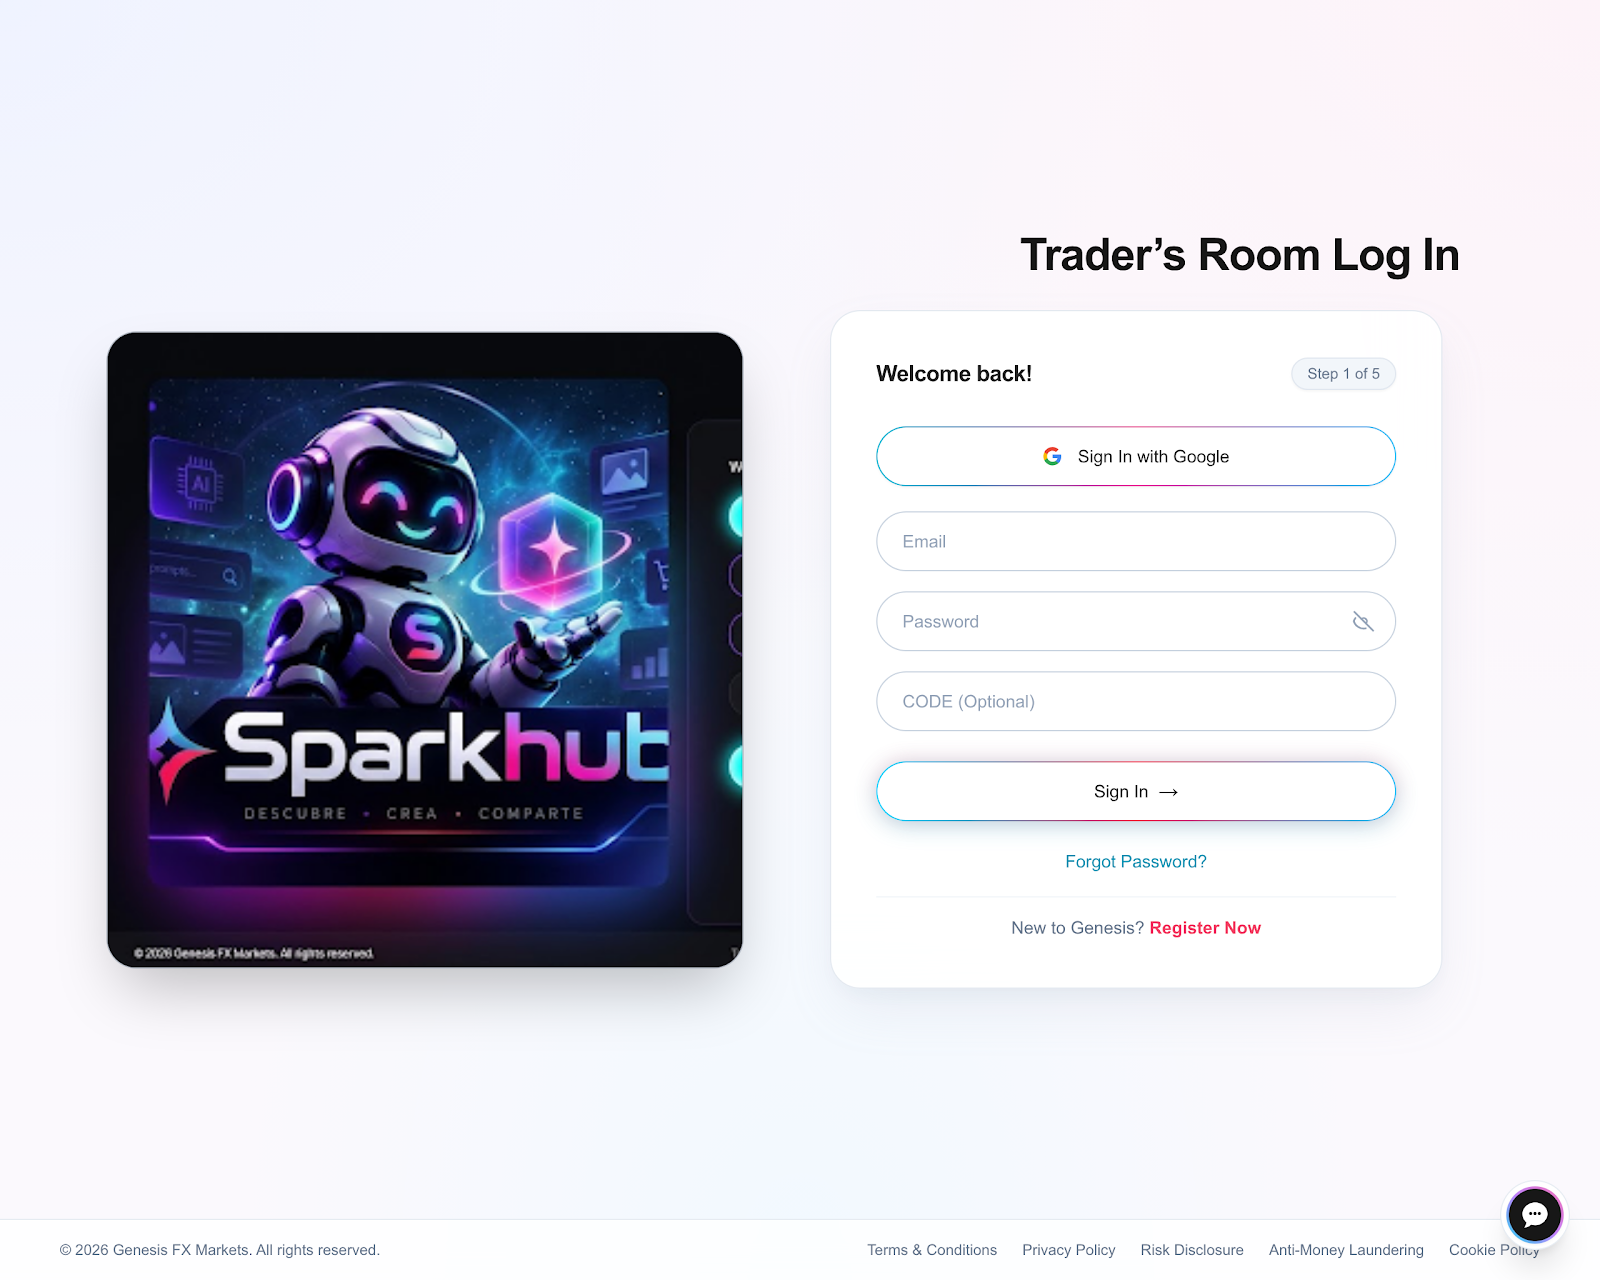 Trader’s Room Log In
Welcome back!
Step 1 of 5
Sign In with Google
Email
Password
CODE (Optional)
Sign In →
Forgot Password?
New to Genesis? Register Now
AI
prompts...
S
Sparkhub
DESCUBRE • CREA • COMPARTE
© 2026 Genesis FX Markets. All rights reserved.
© 2026 Genesis FX Markets. All rights reserved.
Terms & Conditions
Privacy Policy
Risk Disclosure
Anti-Money Laundering
Cookie Policy